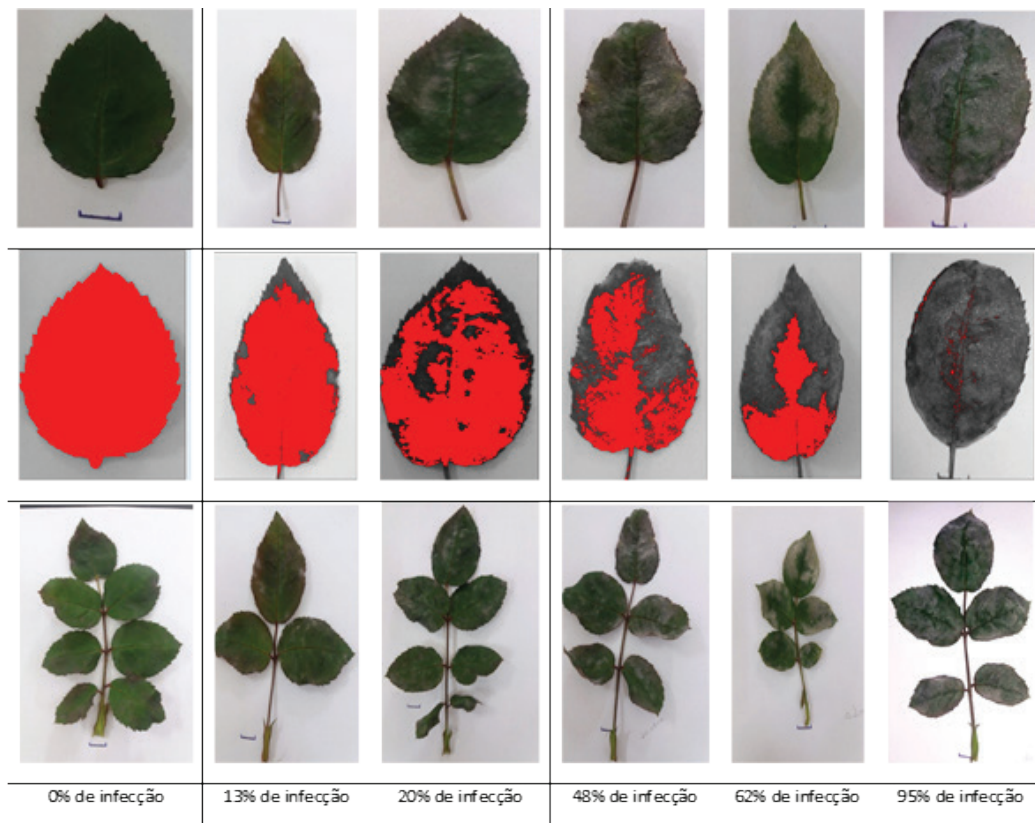 0% de infecção
13% de infecção
20% de infecção
48% de infecção
62% de infecção
95% de infecção